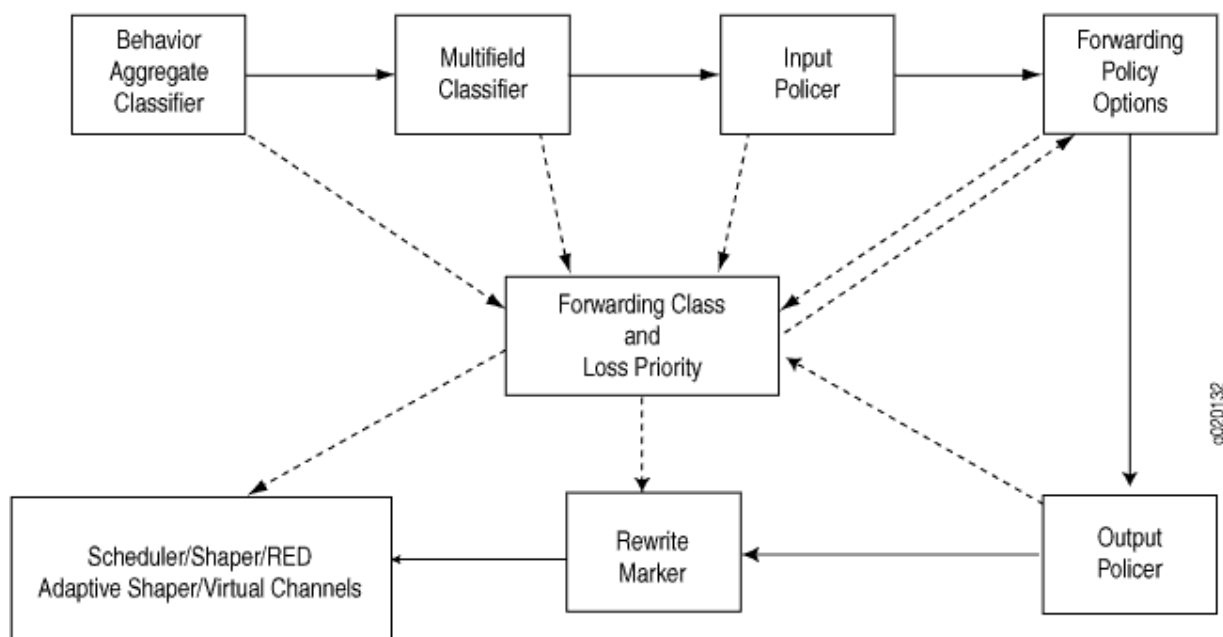 Behavior
Aggregate
Classifier
Multifield
Classifier
Input
Policer
Forwarding
Policy
Options
Forwarding Class
and
Loss Priority
Scheduler/Shaper/RED
Adaptive Shaper/Virtual Channels
Rewrite
Marker
Output
Policer
g020132